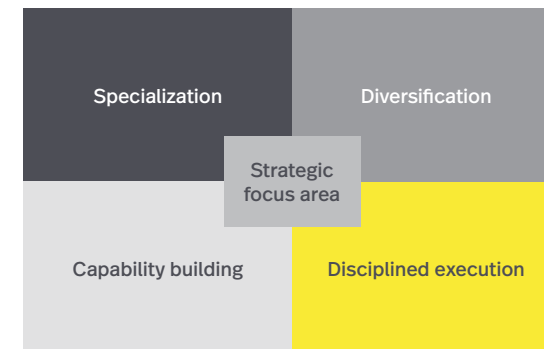 Specialization
Diversification
Strategic
focus area
Capability building
Disciplined execution